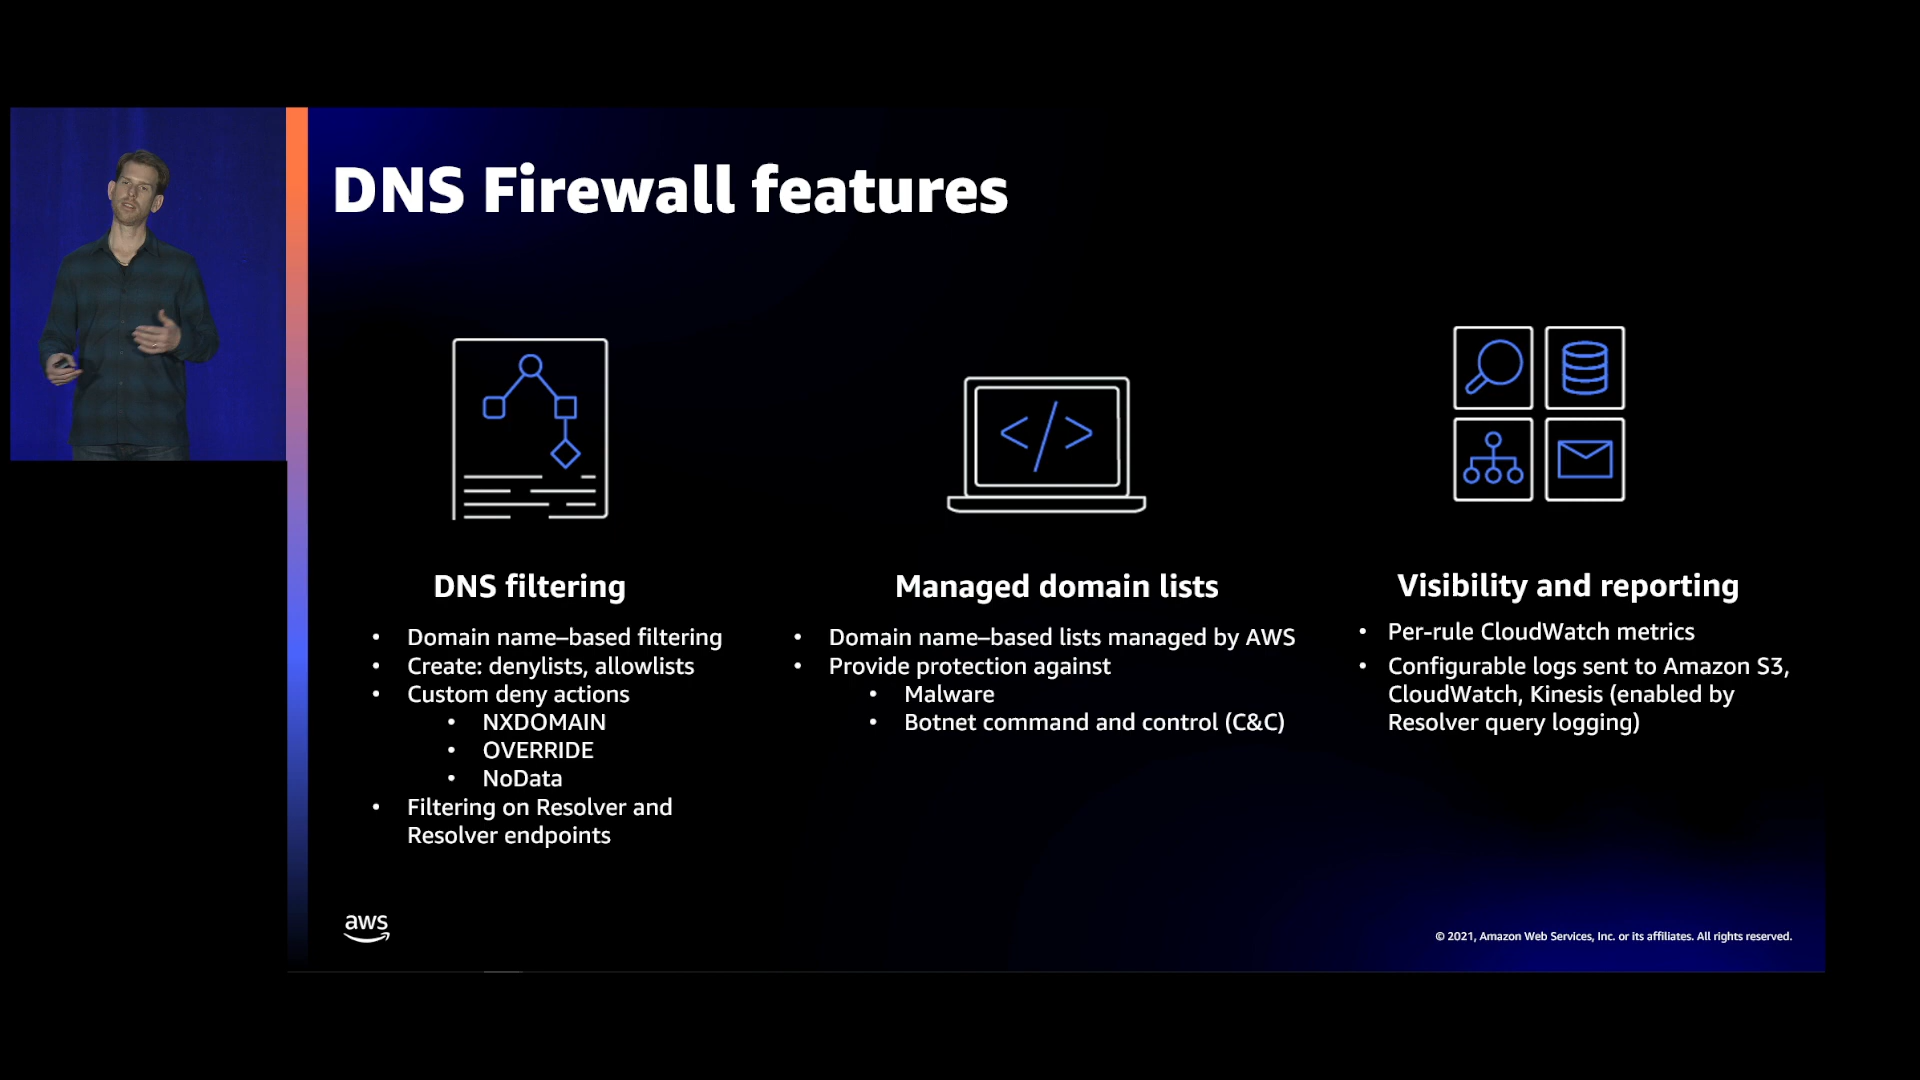 DNS Firewall features
DNS filtering
• Domain name–based filtering
• Create: denylists, allowlists
• Custom deny actions
• NXDOMAIN
• OVERRIDE
• NoData
• Filtering on Resolver and
Resolver endpoints
Managed domain lists
• Domain name–based lists managed by AWS
• Provide protection against
• Malware
• Botnet command and control (C&C)
Visibility and reporting
• Per-rule CloudWatch metrics
• Configurable logs sent to Amazon S3,
CloudWatch, Kinesis (enabled by
Resolver query logging)
</>
aws
© 2021, Amazon Web Services, Inc. or its affiliates. All rights reserved.